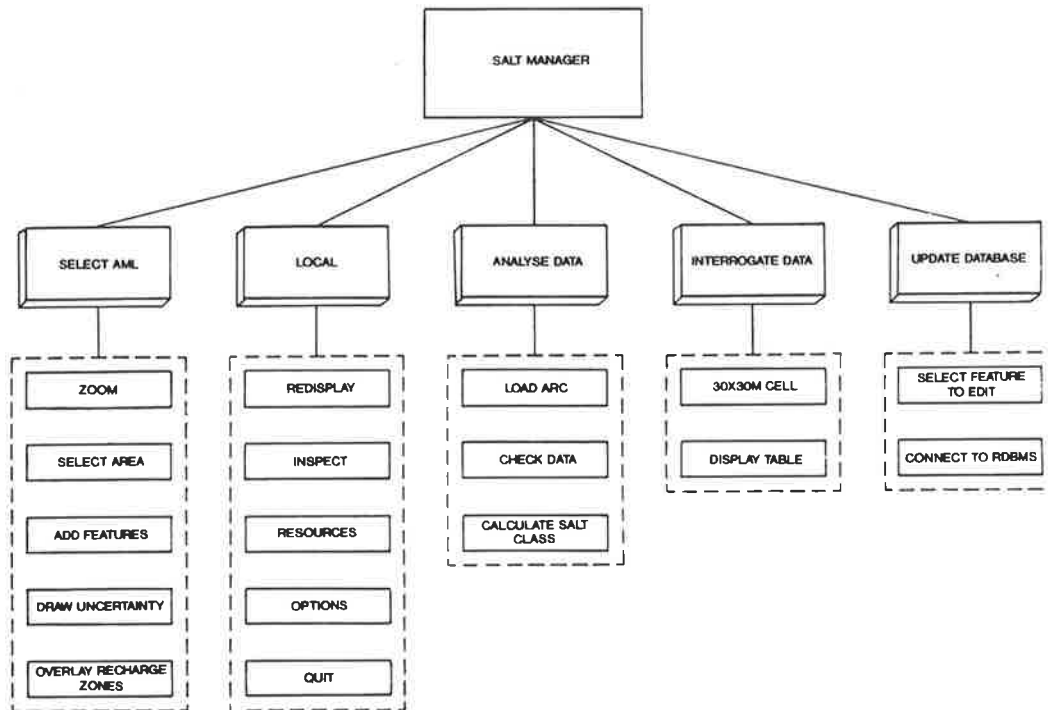 SALT MANAGER
SELECT AML
LOCAL
ANALYSE DATA
INTERROGATE DATA
UPDATE DATABASE
ZOOM
SELECT AREA
ADD FEATURES
DRAW UNCERTAINTY
OVERLAY RECHARGE
ZONES
REDISPLAY
INSPECT
RESOURCES
OPTIONS
QUIT
LOAD ARC
CHECK DATA
CALCULATE SALT
CLASS
30X30M CELL
DISPLAY TABLE
SELECT FEATURE
TO EDIT
CONNECT TO RDBMS